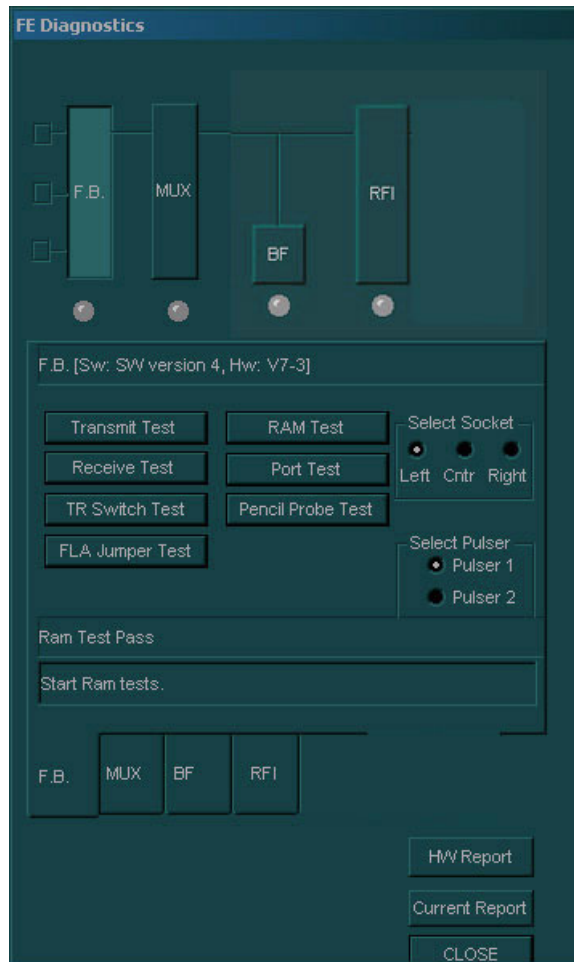 FE Diagnostics
F.B.
MUX
BF
RFI
F.B. [Sw: SW version 4, Hw: V7-3]
Transmit Test
RAM Test
Receive Test
Port Test
TR Switch Test
Pencil Probe Test
FLA Jumper Test
Select Socket
Left Cntr Right
Select Pulser
Pulser 1
Pulser 2
Ram Test Pass
Start Ram tests.
F.B. MUX BF RFI
HW Report
Current Report
CLOSE